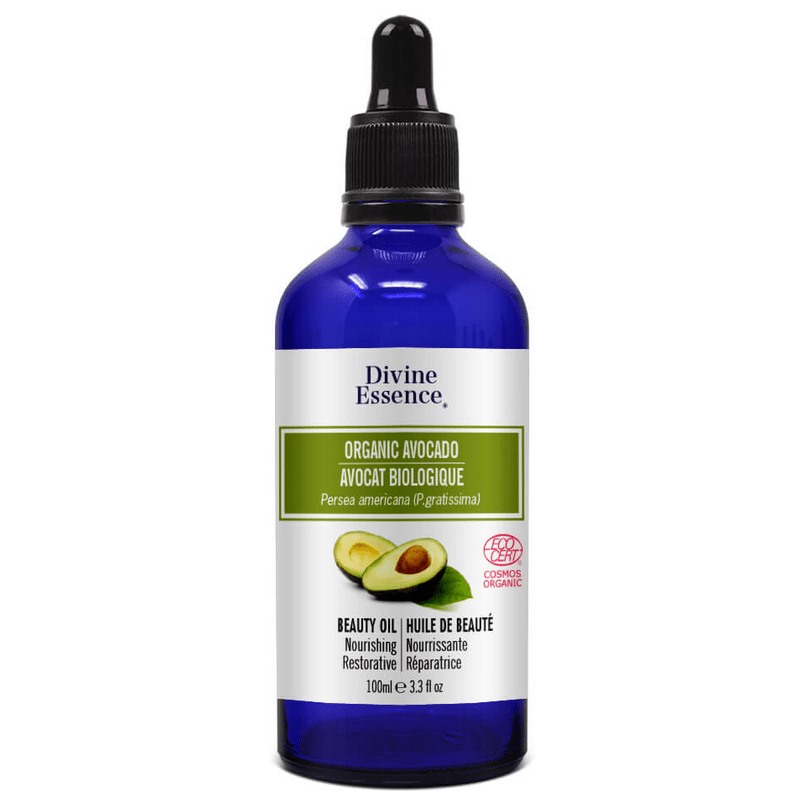 Divine
Essence®
ORGANIC AVOCADO
AVOCAT BIOLOGIQUE
Persea americana (P.gratissima)
ECO
CERT®
COSMOS
ORGANIC
BEAUTY OIL | HUILE DE BEAUTÉ
Nourishing | Nourrissante
Restorative | Réparatrice
100ml ℮ 3.3 fl oz